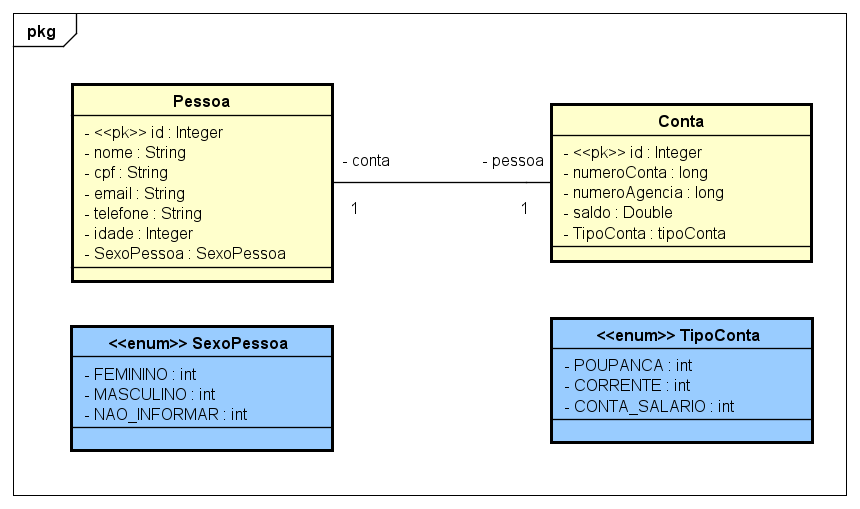 pkg
Pessoa
- <<pk>> id : Integer
- nome : String
- cpf : String
- email : String
- telefone : String
- idade : Integer
- SexoPessoa : SexoPessoa
- conta
- pessoa
1
1
Conta
- <<pk>> id : Integer
- numeroConta : long
- numeroAgencia : long
- saldo : Double
- TipoConta : tipoConta
<<enum>> SexoPessoa
- FEMININO : int
- MASCULINO : int
- NAO_INFORMAR : int
<<enum>> TipoConta
- POUPANCA : int
- CORRENTE : int
- CONTA_SALARIO : int